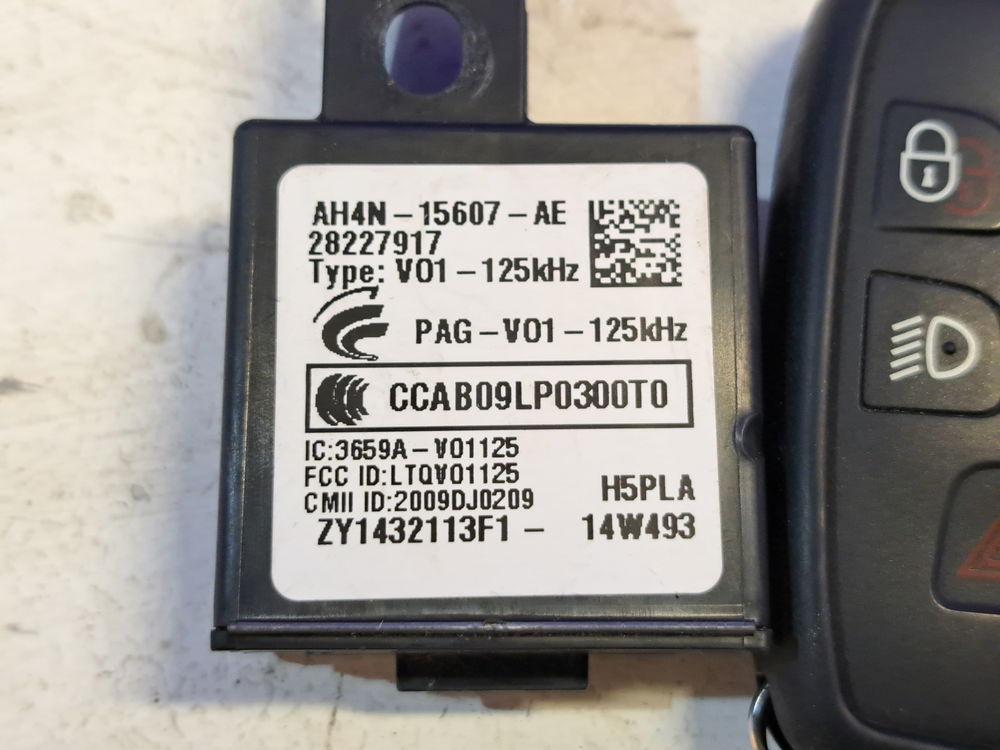 AH4N-15607-AE
28227917
Type: V01-125kHz
PAG-V01-125kHz
CCAB09LP0300T0
IC:3659A-V01125
FCC ID:LTQV01125
CMII ID:2009DJ0209
H5PLA
ZY1432113F1- 14W493